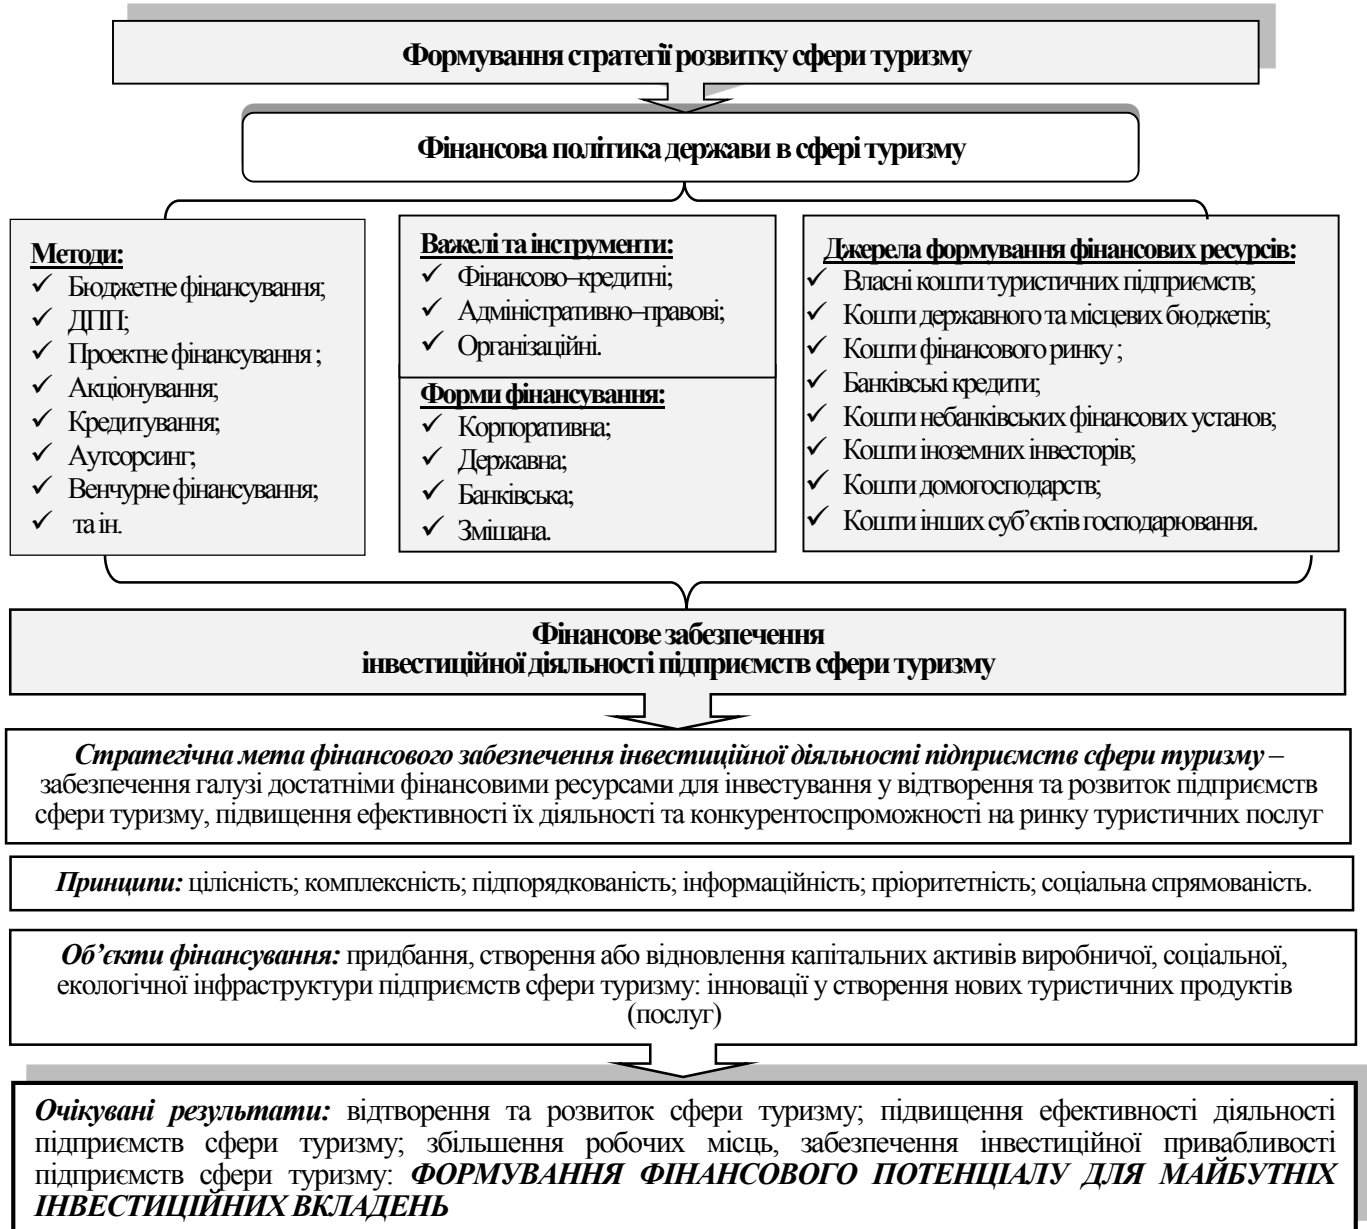 Формування стратегії розвитку сфери туризму
Фінансова політика держави в сфері туризму
Методи:
✓ Бюджетне фінансування;
✓ ДПП;
✓ Проектне фінансування ;
✓ Акціонування;
✓ Кредитування;
✓ Аутсорсинг;
✓ Венчурне фінансування;
✓ та ін.
Важелі та інструменти:
✓ Фінансово–кредитні;
✓ Адміністративно–правові;
✓ Організаційні.
Форми фінансування:
✓ Корпоративна;
✓ Державна;
✓ Банківська;
✓ Змішана.
Джерела формування фінансових ресурсів:
✓ Власні кошти туристичних підприємств;
✓ Кошти державного та місцевих бюджетів;
✓ Кошти фінансового ринку ;
✓ Банківські кредити;
✓ Кошти небанківських фінансових установ;
✓ Кошти іноземних інвесторів;
✓ Кошти домогосподарств;
✓ Кошти інших суб’єктів господарювання.
Фінансове забезпечення
інвестиційної діяльності підприємств сфери туризму
Стратегічна мета фінансового забезпечення інвестиційної діяльності підприємств сфери туризму –
забезпечення галузі достатніми фінансовими ресурсами для інвестування у відтворення та розвиток підприємств
сфери туризму, підвищення ефективності їх діяльності та конкурентоспроможності на ринку туристичних послуг
Принципи: цілісність; комплексність; підпорядкованість; інформаційність; пріоритетність; соціальна спрямованість.
Об’єкти фінансування: придбання, створення або відновлення капітальних активів виробничої, соціальної,
екологічної інфраструктури підприємств сфери туризму: інновації у створення нових туристичних продуктів
(послуг)
Очікувані результати: відтворення та розвиток сфери туризму; підвищення ефективності діяльності
підприємств сфери туризму; збільшення робочих місць, забезпечення інвестиційної привабливості
підприємств сфери туризму: ФОРМУВАННЯ ФІНАНСОВОГО ПОТЕНЦІАЛУ ДЛЯ МАЙБУТНІХ
ІНВЕСТИЦІЙНИХ ВКЛАДЕНЬ